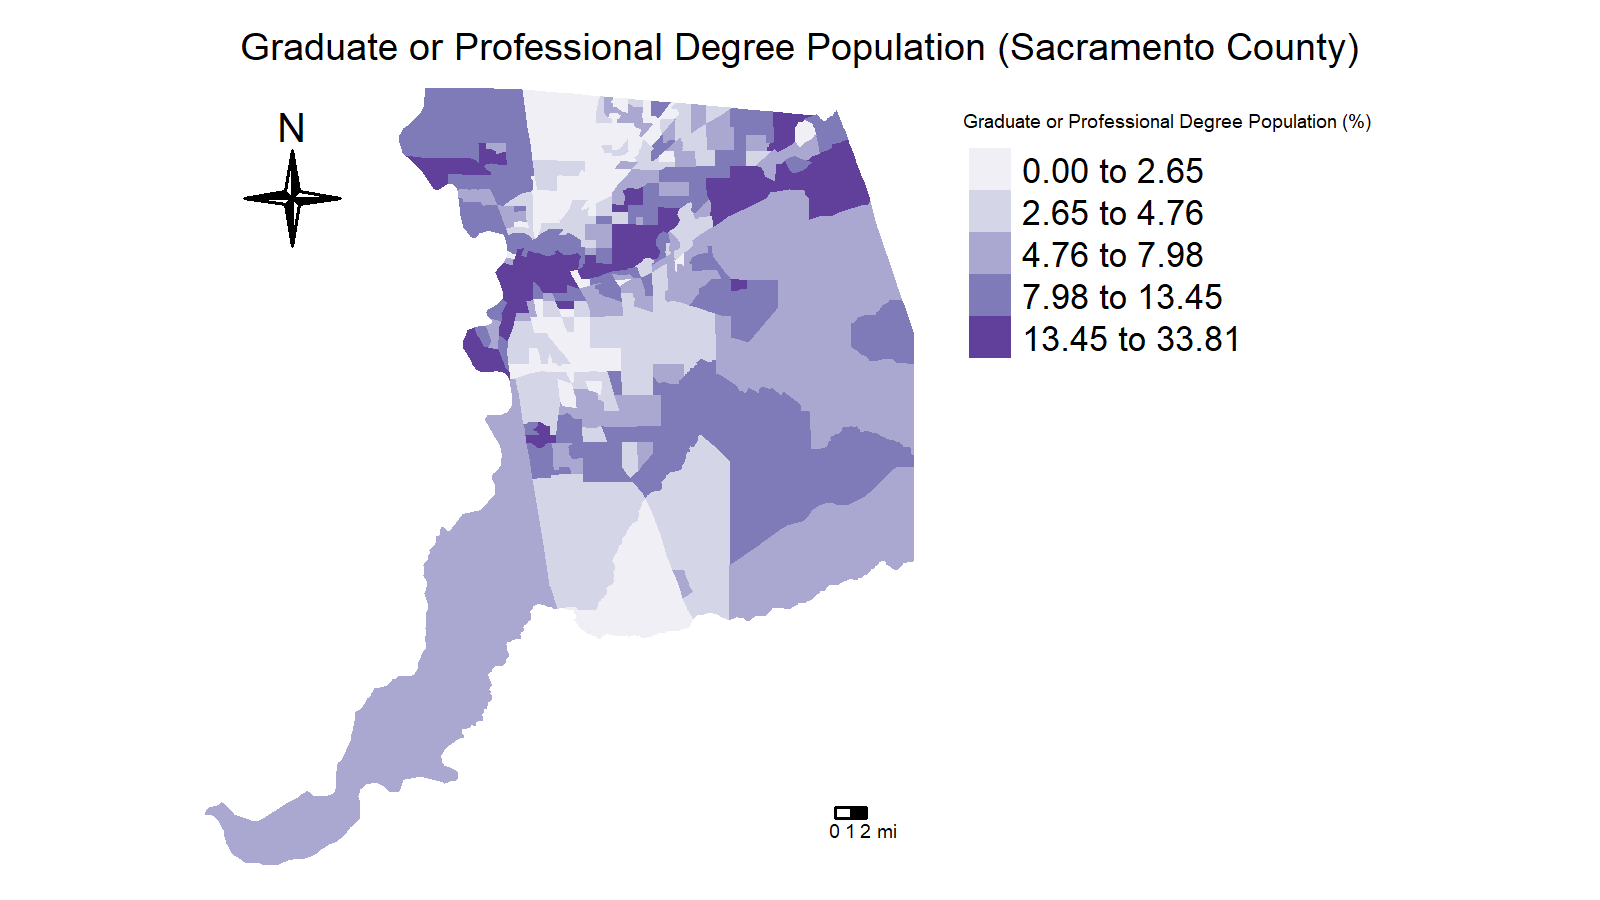 Graduate or Professional Degree Population (Sacramento County)
N
Graduate or Professional Degree Population (%)
0.00 to 2.65
2.65 to 4.76
4.76 to 7.98
7.98 to 13.45
13.45 to 33.81
0 1 2 mi